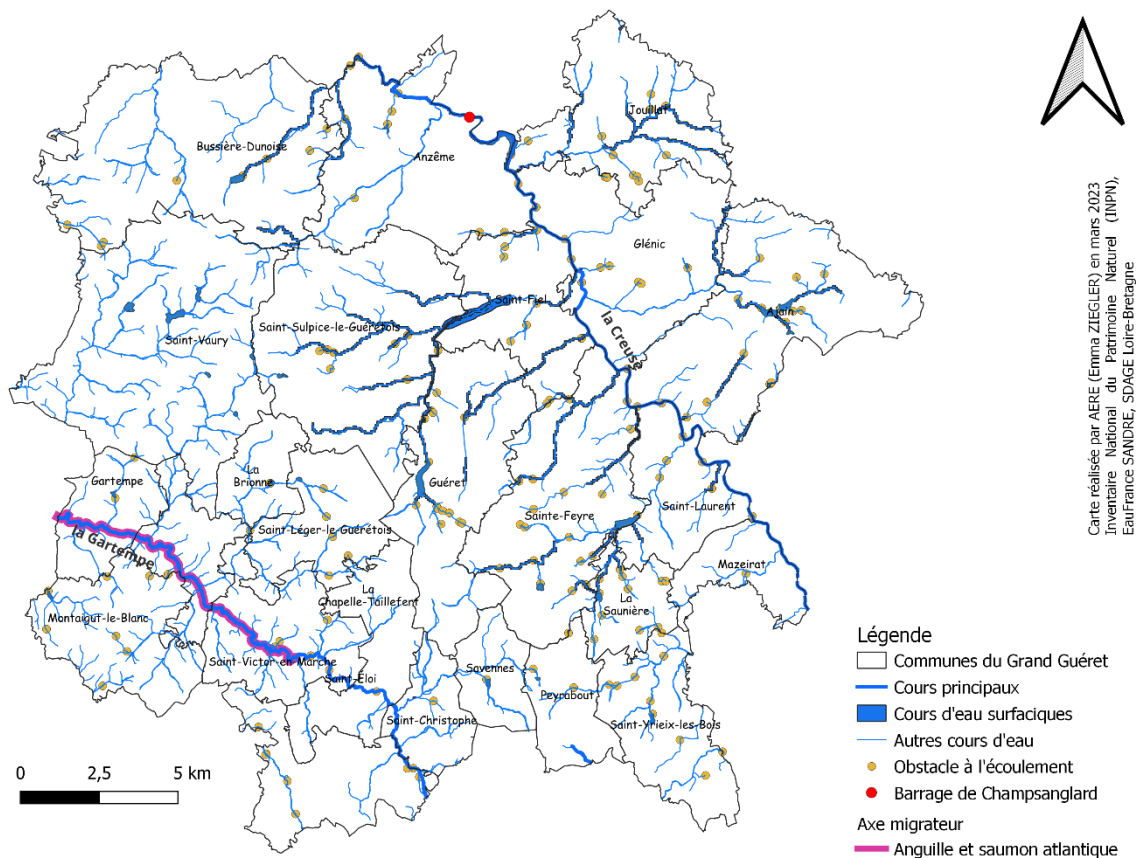 Jouillat
Bussière-Dunoise
Anzême
Glénic
Saint-Fiel
Ajain
Saint-Sulpice-le-Guérétois
Saint-Vaury
la Creuse
La
Brionne
Gartempe
Guéret
Saint-Laurent
Sainte-Feyre
Saint-Léger-le-Guérétois
la Gartempe
Mazeirat
La
Chapelle-Taillefert
La
Saunière
Montaigut-le-Blanc
Saint-Victor-en-Marche
Saint-Éloi
Savennes
Peyrabout
Saint-Christophe
Saint-Yrieix-les-Bois
0 2,5 5 km
Carte réalisée par AERE (Emma ZIEGLER) en mars 2023
Inventaire National du Patrimoine Naturel (INPN),
EauFrance SANDRE, SDAGE Loire-Bretagne
Légende
Communes du Grand Guéret
Cours principaux
Cours d'eau surfaciques
Autres cours d'eau
Obstacle à l'écoulement
Barrage de Champsanglard
Axe migrateur
Anguille et saumon atlantique